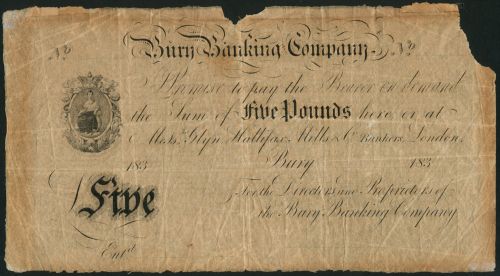 No Bury Banking Company. No
I Promise to pay the Bearer on demand
the Sum of Five Pounds here or at
Messrs. Glyn Hallifax Mills & Co. Bankers, London.
183 Bury 183
£ Five For the Directors and Proprietors of
the Bury Banking Company
Entd.